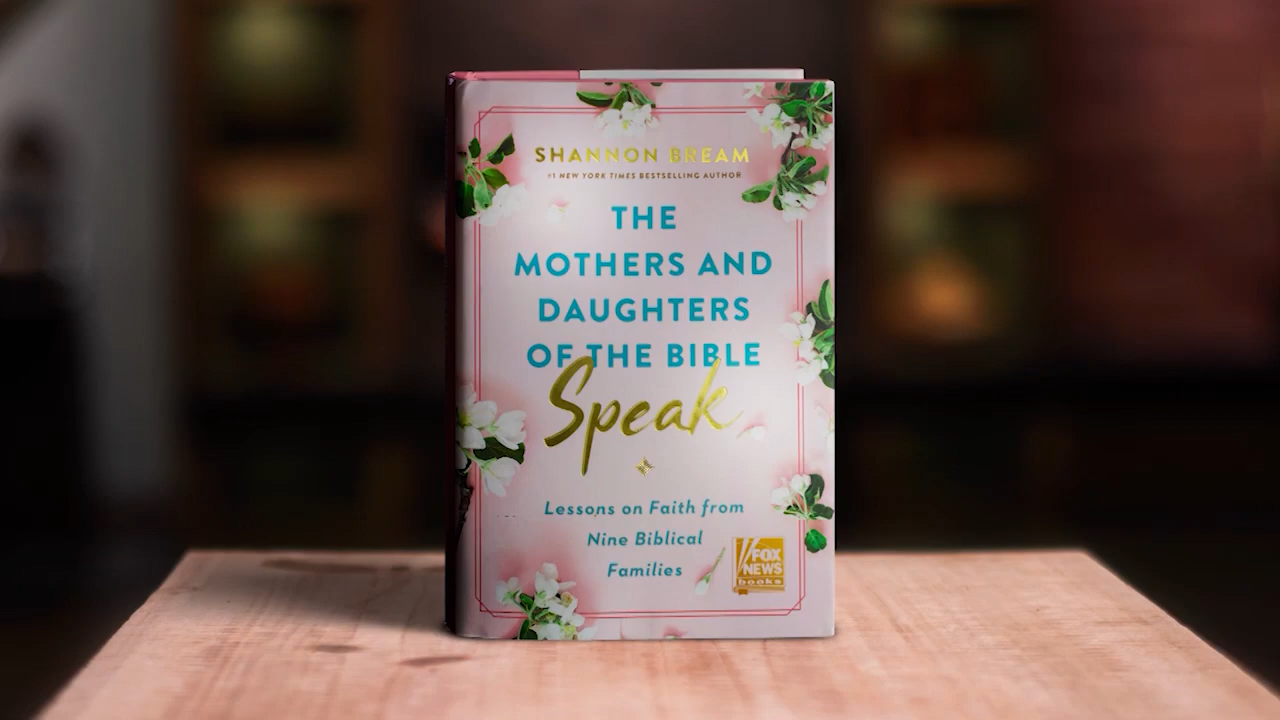 SHANNON BREAM
#1 NEW YORK TIMES BESTSELLING AUTHOR
THE
MOTHERS AND
DAUGHTERS
OF THE BIBLE
Speak
Lessons on Faith from
Nine Biblical
Families
FOX
NEWS
books